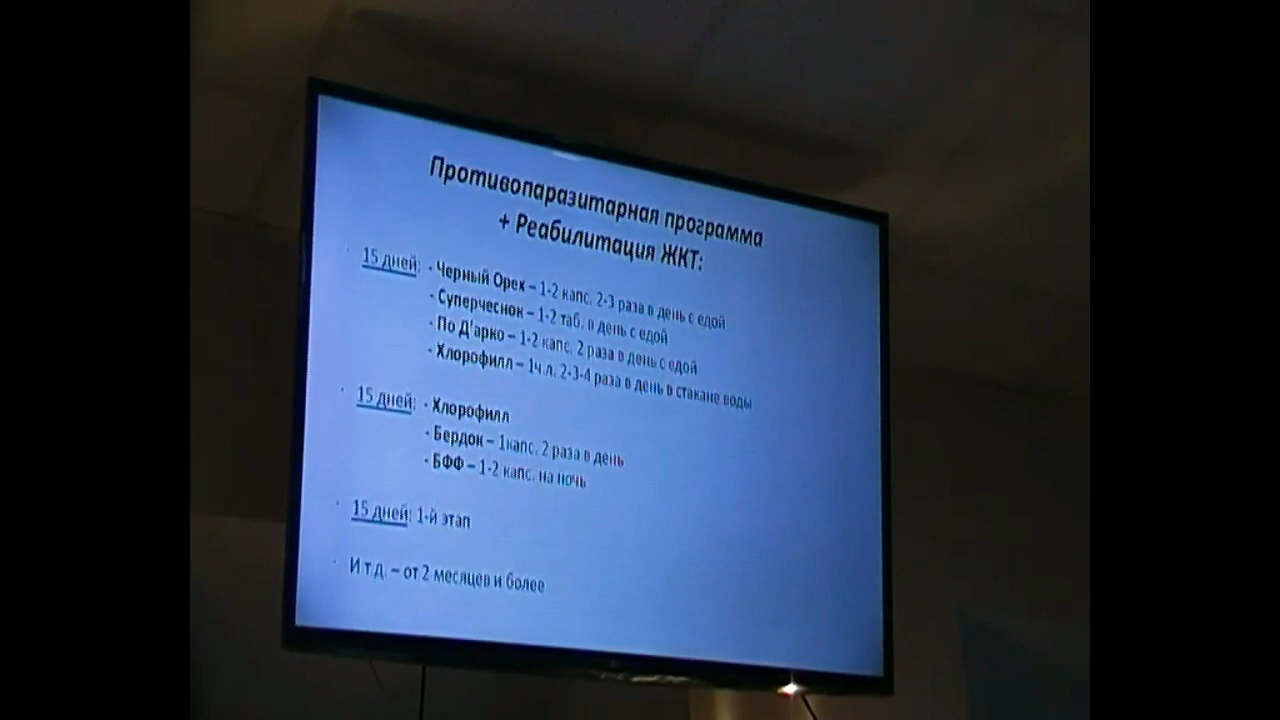 Противопаразитарная программа
+ Реабилитация ЖКТ:
15 дней: - Черный Орех – 1-2 капс. 2-3 раза в день с едой
- Суперчеснок – 1-2 таб. в день с едой
- По Д'арко – 1-2 капс. 2 раза в день с едой
- Хлорофилл – 1ч.л. 2-3-4 раза в день в стакане воды
15 дней: - Хлорофилл
- Бердок – 1капс. 2 раза в день
- БФФ – 1-2 капс. на ночь
15 дней: 1-й этап
И т.д. – от 2 месяцев и более